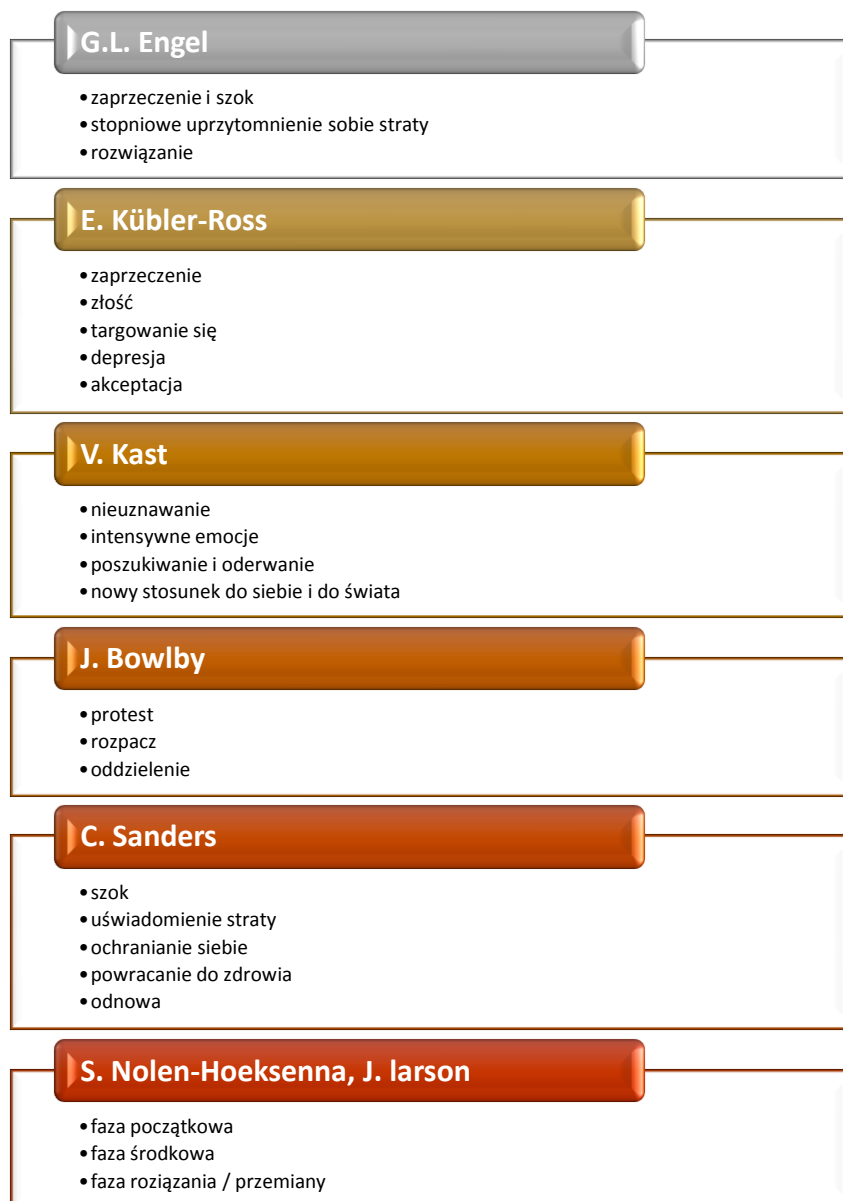 G.L. Engel
•zaprzeczenie i szok
•stopniowe uprzytomnienie sobie straty
•rozwiązanie
E. Kübler-Ross
•zaprzeczenie
•złość
•targowanie się
•depresja
•akceptacja
V. Kast
•nieuznawanie
•intensywne emocje
•poszukiwanie i oderwanie
•nowy stosunek do siebie i do świata
J. Bowlby
•protest
•rozpacz
•oddzielenie
C. Sanders
•szok
•uświadomienie straty
•ochranianie siebie
•powracanie do zdrowia
•odnowa
S. Nolen-Hoeksenna, J. larson
•faza początkowa
•faza środkowa
•faza roziązania / przemiany